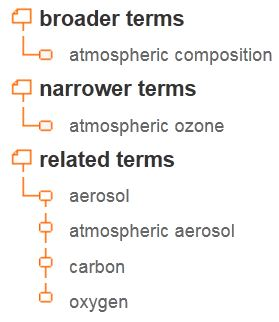 broader terms
atmospheric composition
narrower terms
atmospheric ozone
related terms
aerosol
atmospheric aerosol
carbon
oxygen